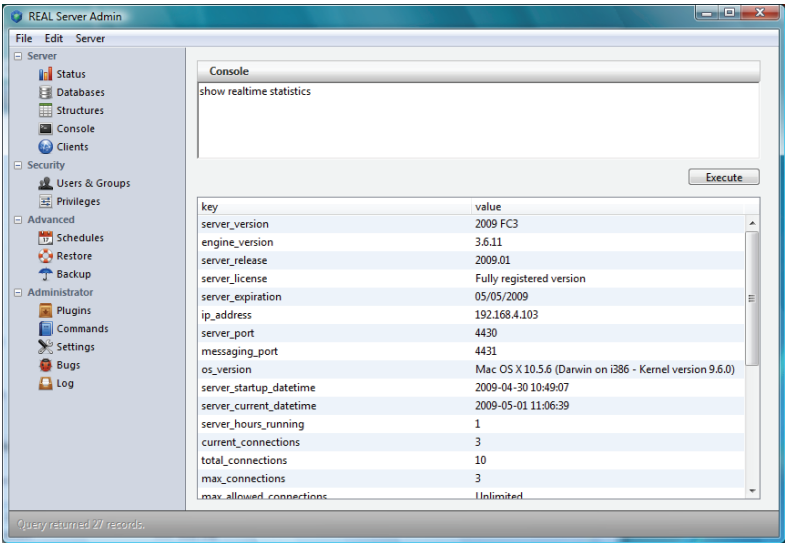 REAL Server Admin
File Edit Server
Server
Status
Databases
Structures
Console
Clients
Security
Users & Groups
Privileges
Advanced
Schedules
Restore
Backup
Administrator
Plugins
Commands
Settings
Bugs
Log
Console
show realtime statistics
Execute
key value
server_version 2009 FC3
engine_version 3.6.11
server_release 2009.01
server_license Fully registered version
server_expiration 05/05/2009
ip_address 192.168.4.103
server_port 4430
messaging_port 4431
os_version Mac OS X 10.5.6 (Darwin on i386 - Kernel version 9.6.0)
server_startup_datetime 2009-04-30 10:49:07
server_current_datetime 2009-05-01 11:06:39
server_hours_running 1
current_connections 3
total_connections 10
max_connections 3
max_allowed_connections Unlimited
Query returned 27 records.